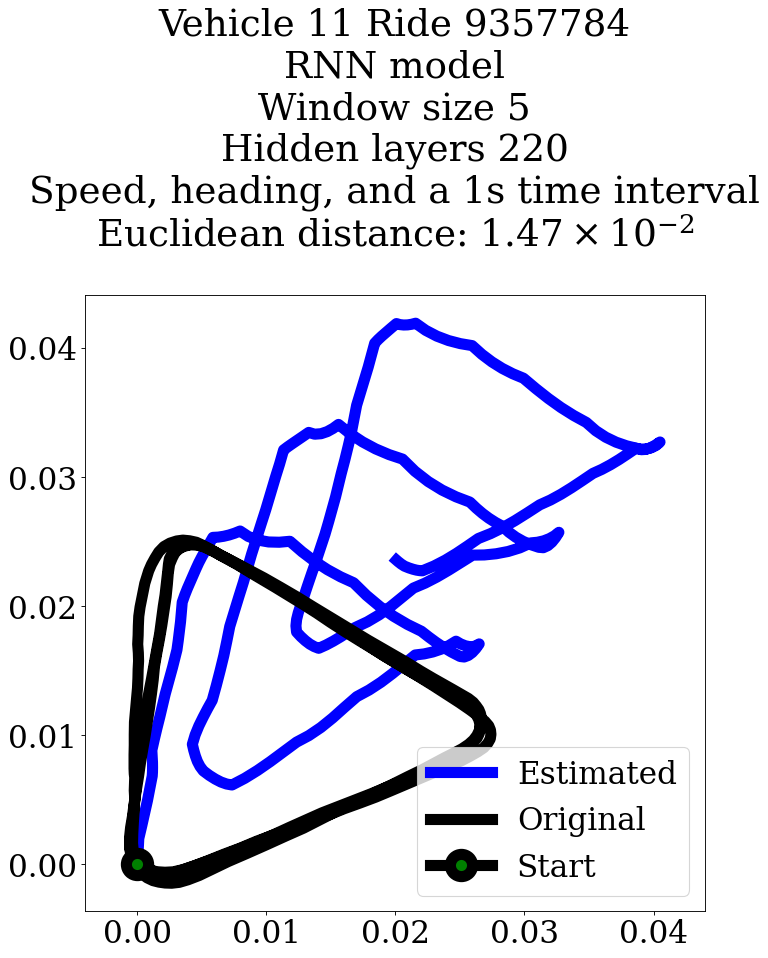 Vehicle 11 Ride 9357784
RNN model
Window size 5
Hidden layers 220
Speed, heading, and a 1s time interval
Euclidean distance: 1.47 × 10⁻²
0.04
0.03
0.02
0.01
0.00
Estimated
Original
Start
0.00 0.01 0.02 0.03 0.04